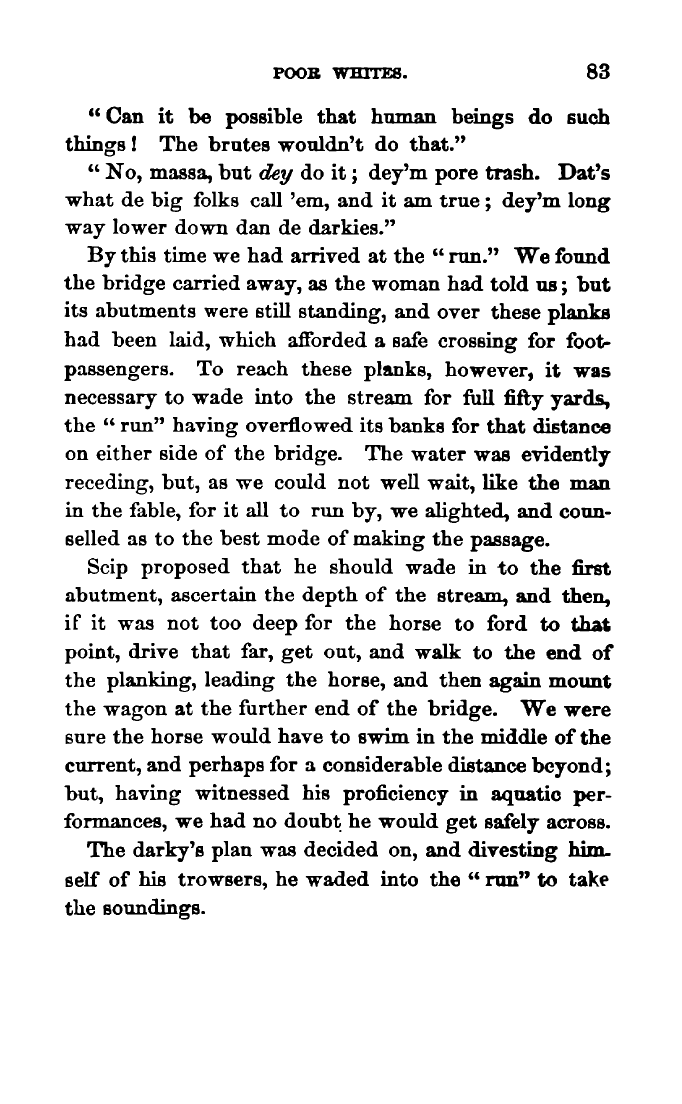 POOR WHITES. 83
“Can it be possible that human beings do such
things! The brutes wouldn’t do that.”
“No, massa, but dey do it; dey’m pore trash. Dat’s
what de big folks call ’em, and it am true; dey’m long
way lower down dan de darkies.”
By this time we had arrived at the “run.” We found
the bridge carried away, as the woman had told us; but
its abutments were still standing, and over these planks
had been laid, which afforded a safe crossing for foot-
passengers. To reach these planks, however, it was
necessary to wade into the stream for full fifty yards,
the “run” having overflowed its banks for that distance
on either side of the bridge. The water was evidently
receding, but, as we could not well wait, like the man
in the fable, for it all to run by, we alighted, and coun-
selled as to the best mode of making the passage.
Scip proposed that he should wade in to the first
abutment, ascertain the depth of the stream, and then,
if it was not too deep for the horse to ford to that
point, drive that far, get out, and walk to the end of
the planking, leading the horse, and then again mount
the wagon at the further end of the bridge. We were
sure the horse would have to swim in the middle of the
current, and perhaps for a considerable distance beyond;
but, having witnessed his proficiency in aquatic per-
formances, we had no doubt he would get safely across.
The darky’s plan was decided on, and divesting him-
self of his trowsers, he waded into the “run” to take
the soundings.